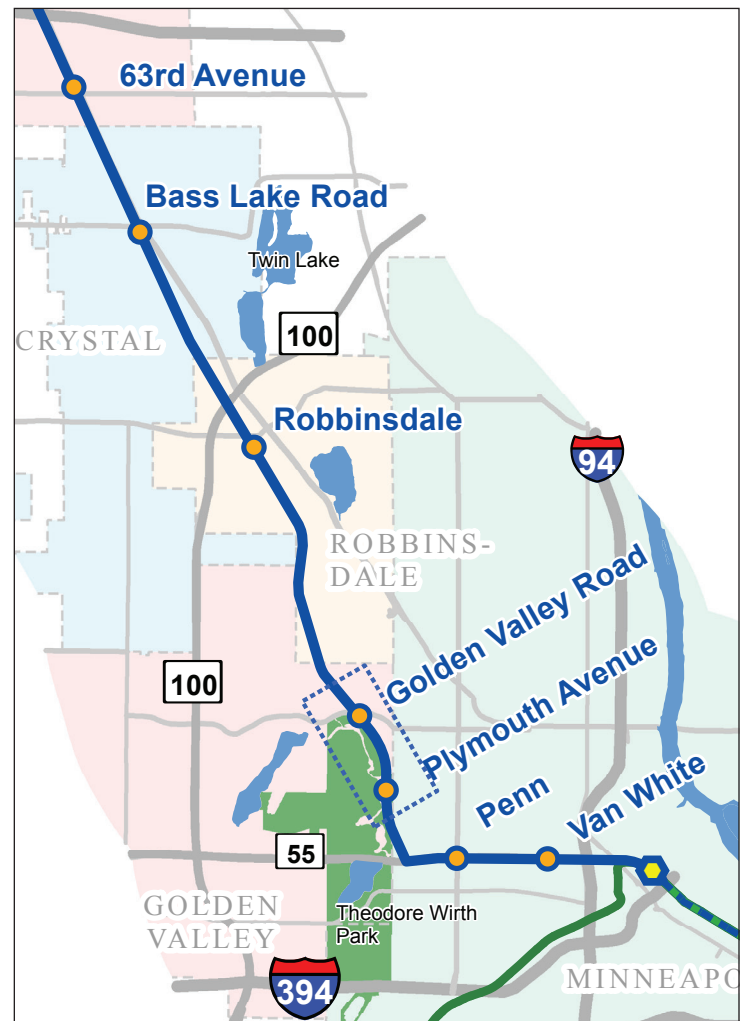 63rd Avenue
Bass Lake Road
Twin Lake
100
CRYSTAL
Robbinsdale
94
ROBBINS-
DALE
Golden Valley Road
100
Plymouth Avenue
Penn
Van White
55
GOLDEN
VALLEY
Theodore Wirth
Park
394
MINNEAPO